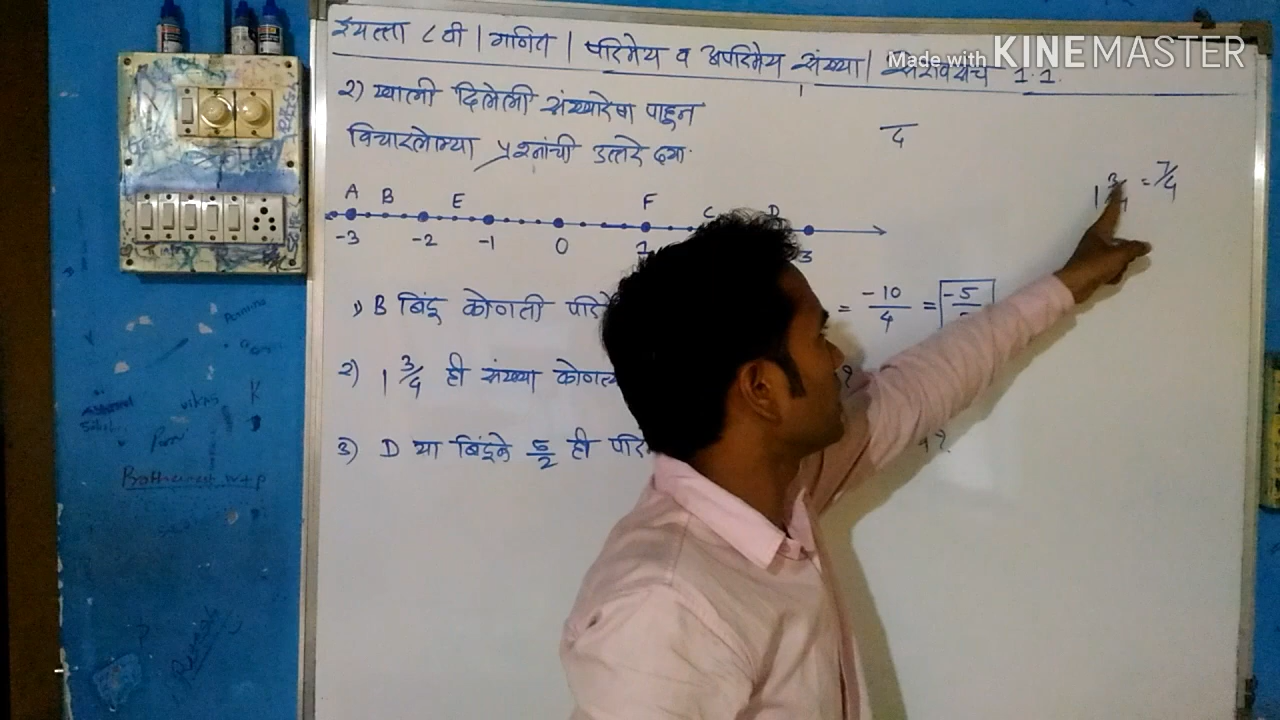 इयत्ता ८ वी | गणित | परिमेय व अपरिमेय संख्या | सरावसंच 1.1.
Made with KINEMASTER
२) खाली दिलेली संख्यारेषा पाहून
विचारलेल्या प्रश्नांची उत्तरे द्या.
1 3/4 = 7/4
A B E F C D
-3 -2 -1 0 1 3
१) B बिंदू कोणती परि = -10/4 = -5
२) 1 3/4 ही संख्या कोणत्य ?
३) D या बिंदूने 5/2 ही परि ?